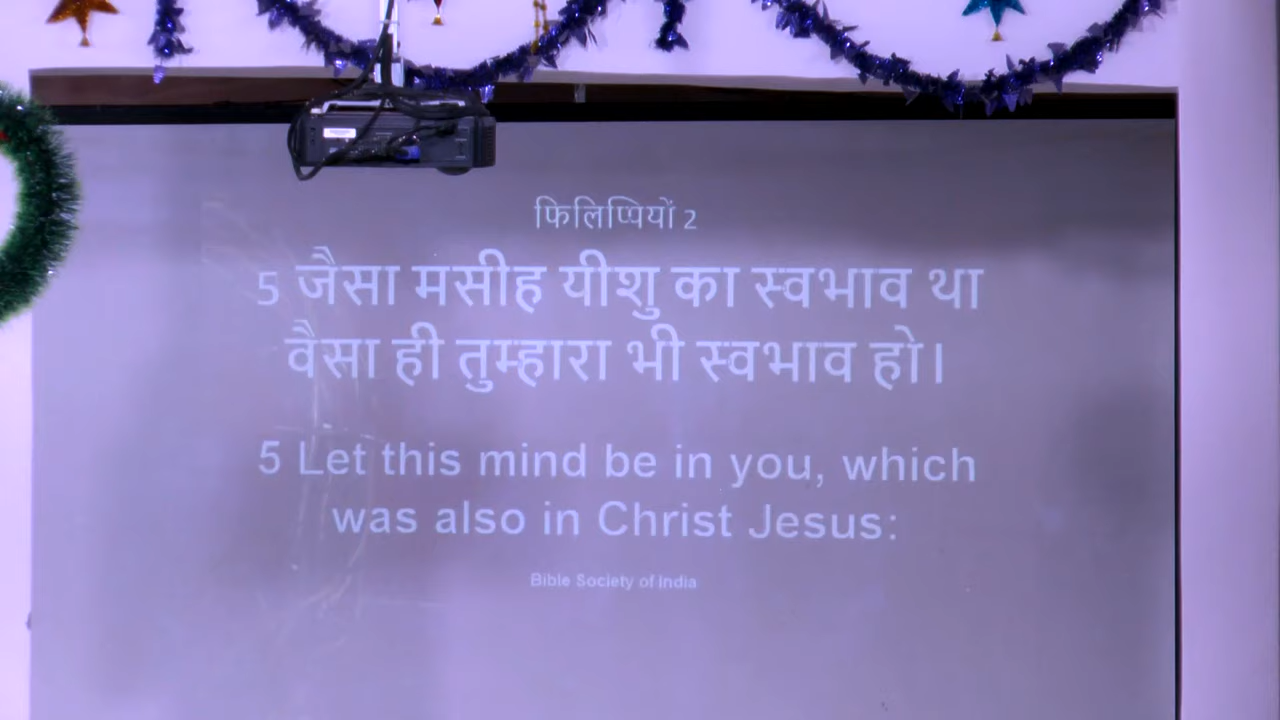 फिलिप्पियों 2
5 जैसा मसीह यीशु का स्वभाव था
वैसा ही तुम्हारा भी स्वभाव हो।
5 Let this mind be in you, which
was also in Christ Jesus:
Bible Society of India